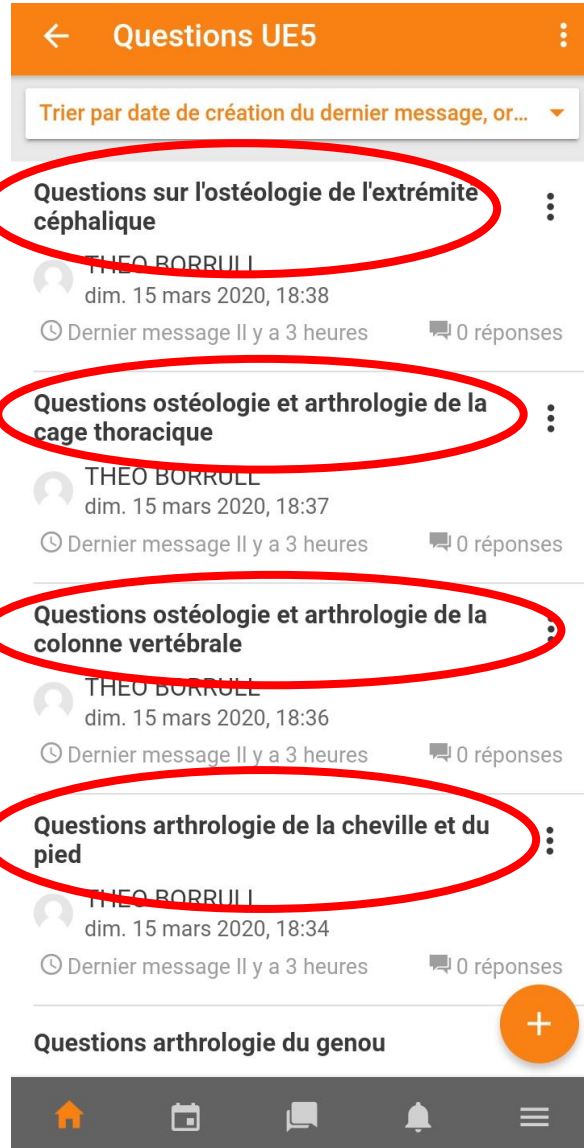 Questions UE5
Trier par date de création du dernier message, or...
Questions sur l'ostéologie de l'extrémité
céphalique
THEO BORRULL
dim. 15 mars 2020, 18:38
Dernier message Il y a 3 heures 0 réponses
Questions ostéologie et arthrologie de la
cage thoracique
THEO BORRULL
dim. 15 mars 2020, 18:37
Dernier message Il y a 3 heures 0 réponses
Questions ostéologie et arthrologie de la
colonne vertébrale
THEO BORRULL
dim. 15 mars 2020, 18:36
Dernier message Il y a 3 heures 0 réponses
Questions arthrologie de la cheville et du
pied
THEO BORRULL
dim. 15 mars 2020, 18:34
Dernier message Il y a 3 heures 0 réponses
Questions arthrologie du genou